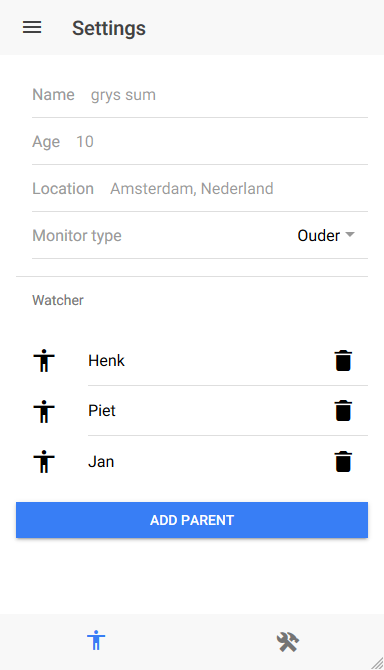 Settings
Name grys sum
Age 10
Location Amsterdam, Nederland
Monitor type Ouder
Watcher
Henk
Piet
Jan
ADD PARENT